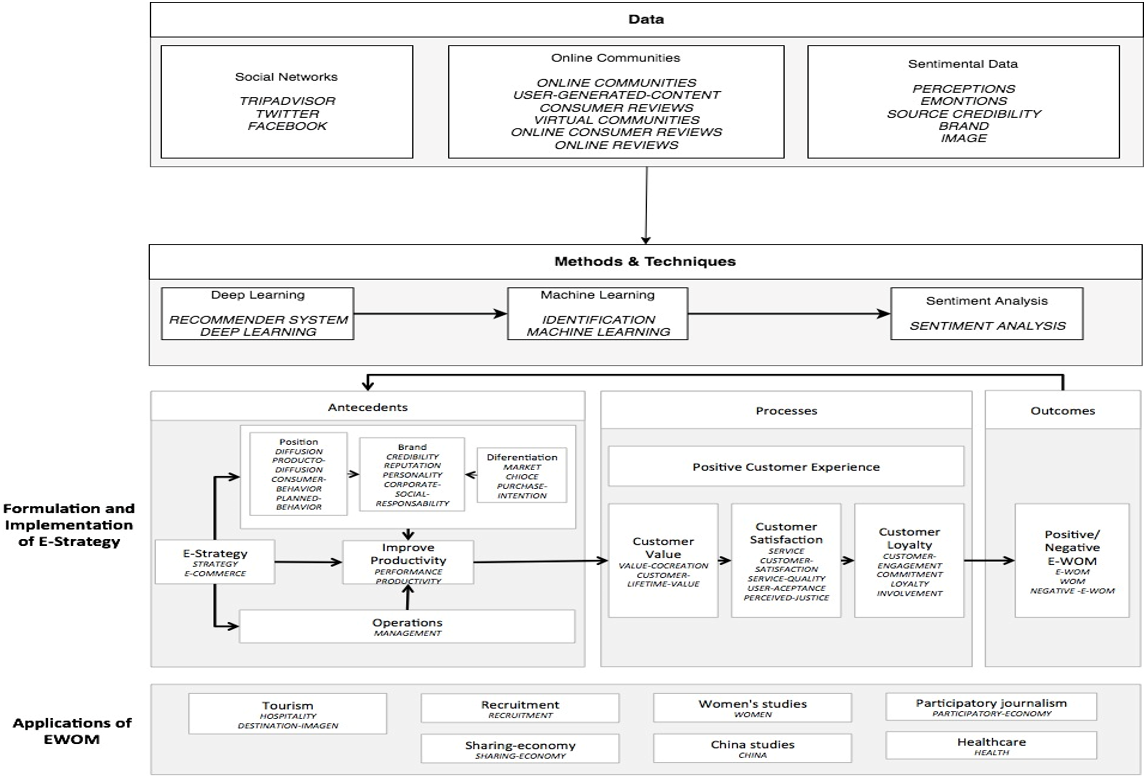 Data
Social Networks
TRIPADVISOR
TWITTER
FACEBOOK
Online Communities
ONLINE COMMUNITIES
USER-GENERATED-CONTENT
CONSUMER REVIEWS
VIRTUAL COMMUNITIES
ONLINE CONSUMER REVIEWS
ONLINE REVIEWS
Sentimental Data
PERCEPTIONS
EMONTIONS
SOURCE CREDIBILITY
BRAND
IMAGE
Methods & Techniques
Deep Learning
RECOMMENDER SYSTEM
DEEP LEARNING
Machine Learning
IDENTIFICATION
MACHINE LEARNING
Sentiment Analysis
SENTIMENT ANALYSIS
Formulation and
Implementation
of E-Strategy
Antecedents
Position
DIFFUSION
PRODUCTO-
DIFFUSION
CONSUMER-
BEHAVIOR
PLANNED-
BEHAVIOR
Brand
CREDIBILITY
REPUTATION
PERSONALITY
CORPORATE-
SOCIAL-
RESPONSABILITY
Diferentiation
MARKET
CHIOCE
PURCHASE-
INTENTION
E-Strategy
STRATEGY
E-COMMERCE
Improve
Productivity
PERFORMANCE
PRODUCTIVITY
Operations
MANAGEMENT
Processes
Positive Customer Experience
Customer
Value
VALUE-COCREATION
CUSTOMER-
LIFETIME-VALUE
Customer
Satisfaction
SERVICE
CUSTOMER-
SATISFACTION
SERVICE-QUALITY
USER-ACEPTANCE
PERCEIVED-JUSTICE
Customer
Loyalty
CUSTOMER-
ENGAGEMENT
COMMITMENT
LOYALTY
INVOLVEMENT
Outcomes
Positive/
Negative
E-WOM
E-WOM
WOM
NEGATIVE -E-WOM
Applications of
EWOM
Tourism
HOSPITALITY
DESTINATION-IMAGEN
Recruitment
RECRUITMENT
Women's studies
WOMEN
Participatory journalism
PARTICIPATORY-ECONOMY
Sharing-economy
SHARING-ECONOMY
China studies
CHINA
Healthcare
HEALTH